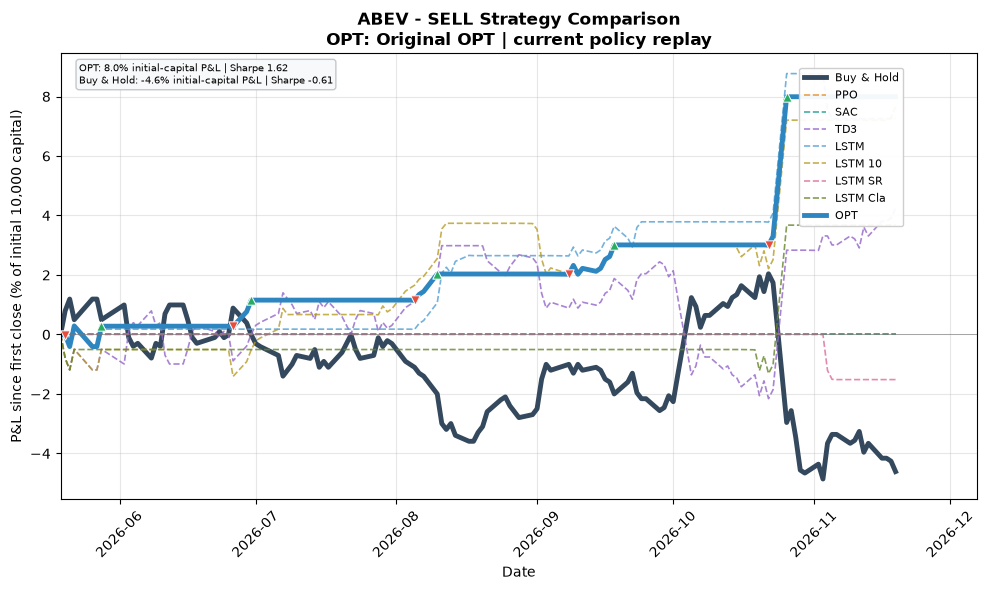 ABEV - SELL Strategy Comparison
OPT: Original OPT | current policy replay
OPT: 8.0% initial-capital P&L | Sharpe 1.62
Buy & Hold: -4.6% initial-capital P&L | Sharpe -0.61
Buy & Hold
PPO
SAC
TD3
LSTM
LSTM 10
LSTM SR
LSTM Cla
OPT
P&L since first close (% of initial 10,000 capital)
8
6
4
2
0
−2
−4
2026-06
2026-07
2026-08
2026-09
2026-10
2026-11
2026-12
Date